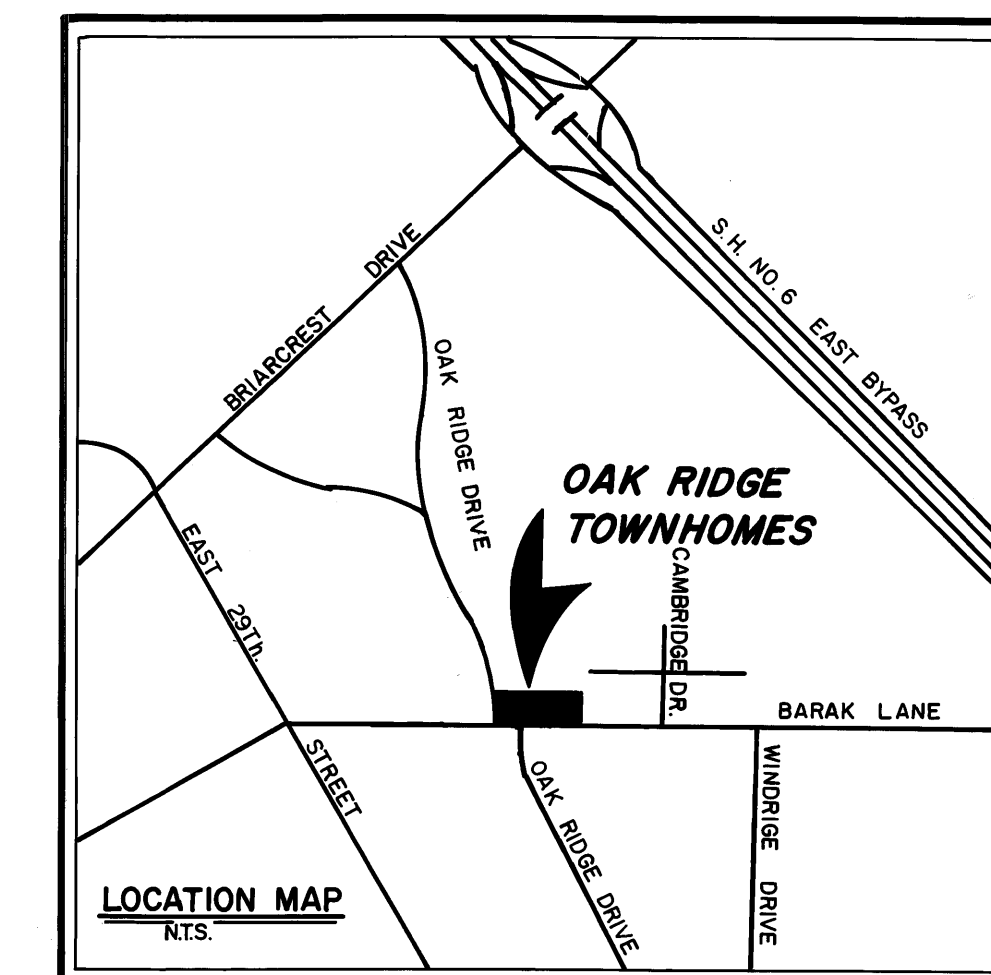 S.H. NO. 6 EAST BYPASS
BRIARCREST DRIVE
OAK RIDGE DRIVE
OAK RIDGE
TOWNHOMES
EAST 29Th. STREET
CAMBRIDGE DR.
BARAK LANE
OAK RIDGE DRIVE
WINDRIGE DRIVE
LOCATION MAP
N.T.S.